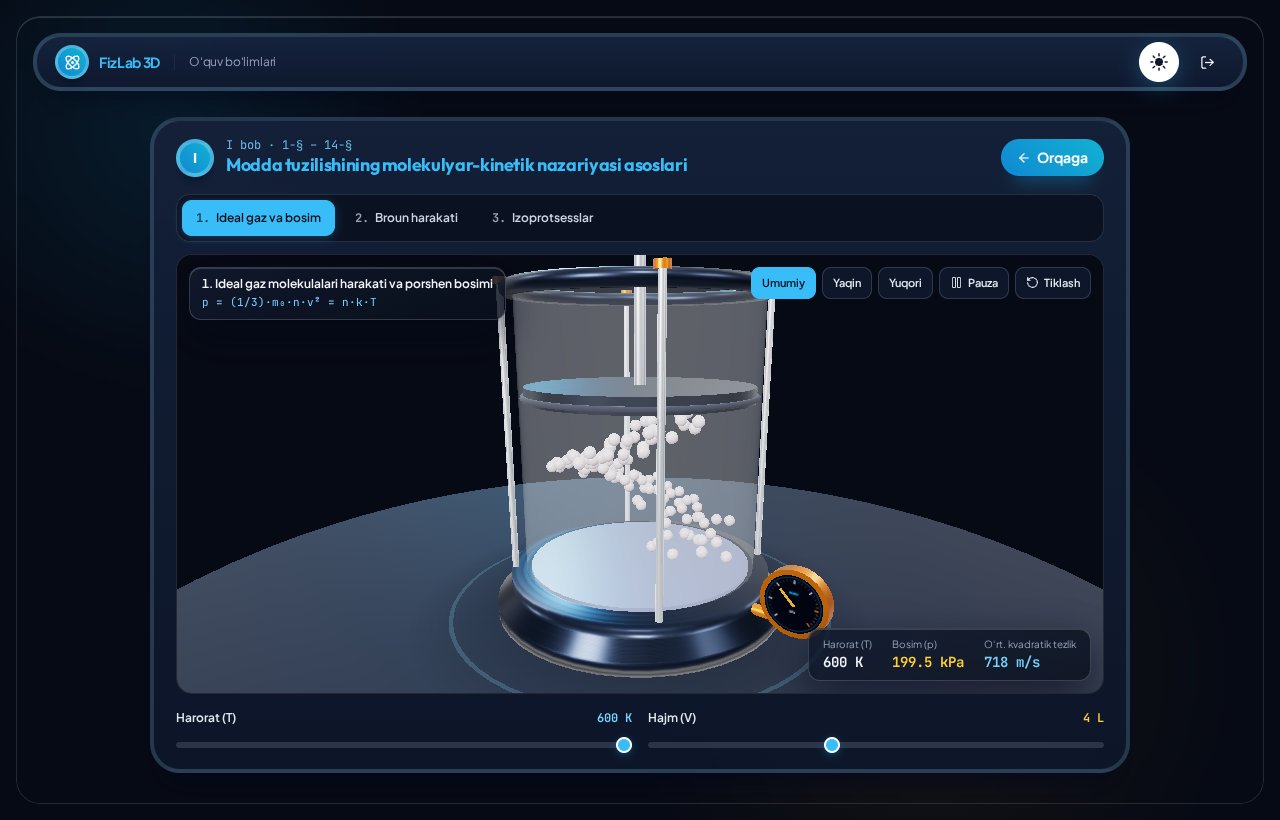 FizLab 3D
O'quv bo'limlari
I
I bob · 1-§ – 14-§
Modda tuzilishining molekulyar-kinetik nazariyasi asoslari
← Orqaga
1. Ideal gaz va bosim
2. Broun harakati
3. Izoprotsesslar
1. Ideal gaz molekulalari harakati va porshen bosimi
p = (1/3)·m₀·n·v² = n·k·T
Umumiy
Yaqin
Yuqori
Pauza
Tiklash
Harorat (T)
600 K
Bosim (p)
199.5 kPa
O'rt. kvadratik tezlik
718 m/s
Harorat (T)
600 K
Hajm (V)
4 L